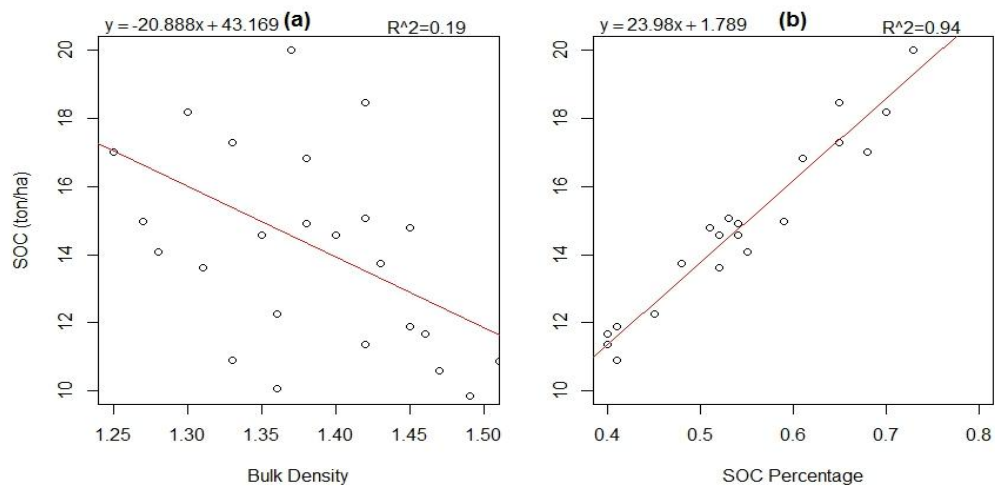 y = -20.888x + 43.169 (a) R^2=0.19
20
18
16
14
12
10
SOC (ton/ha)
1.25 1.30 1.35 1.40 1.45 1.50
Bulk Density
y = 23.98x + 1.789 (b) R^2=0.94
20
18
16
14
12
10
0.4 0.5 0.6 0.7 0.8
SOC Percentage